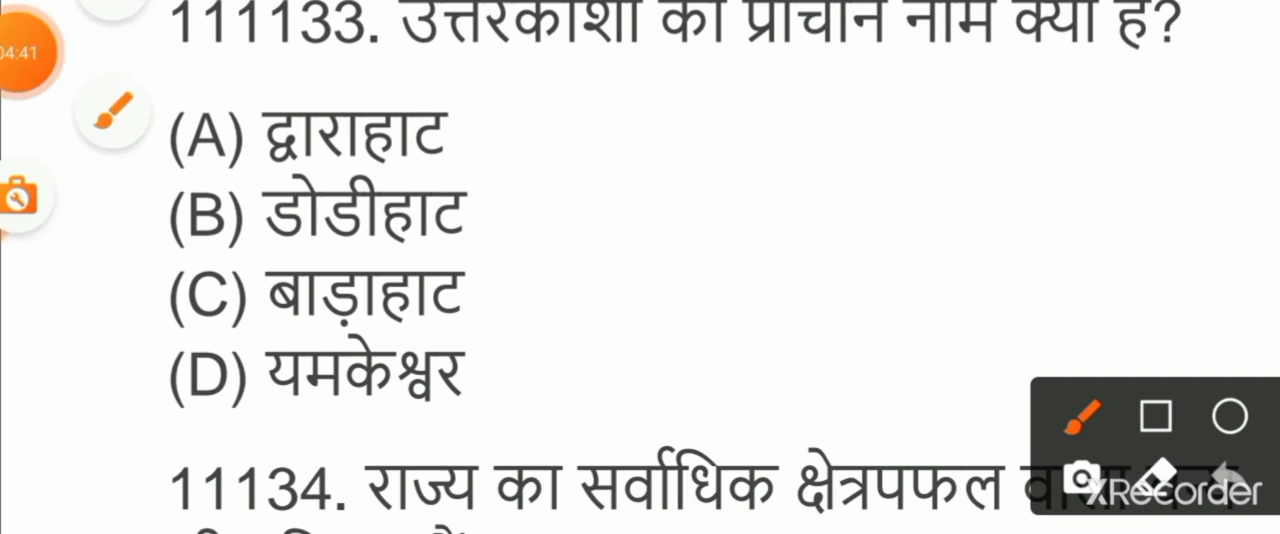 111133. उत्तरकाशी का प्राचीन नाम क्या है?
04:41
(A) द्वाराहाट
(B) डोडीहाट
(C) बाड़ाहाट
(D) यमकेश्वर
11134. राज्य का सर्वाधिक क्षेत्रपफल
XRecorder